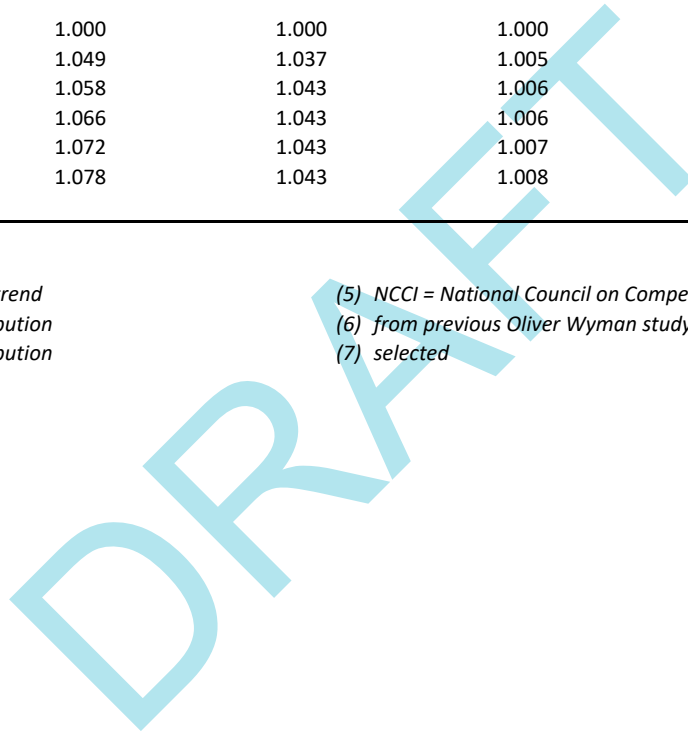 1.000 1.000 1.000
1.049 1.037 1.005
1.058 1.043 1.006
1.066 1.043 1.006
1.072 1.043 1.007
1.078 1.043 1.008
rend (5) NCCI = National Council on Compe
bution (6) from previous Oliver Wyman study
bution (7) selected
DRAFT